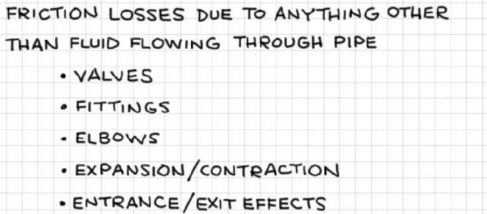 FRICTION LOSSES DUE TO ANYTHING OTHER
THAN FLUID FLOWING THROUGH PIPE
• VALVES
• FITTINGS
• ELBOWS
• EXPANSION/CONTRACTION
• ENTRANCE/EXIT EFFECTS